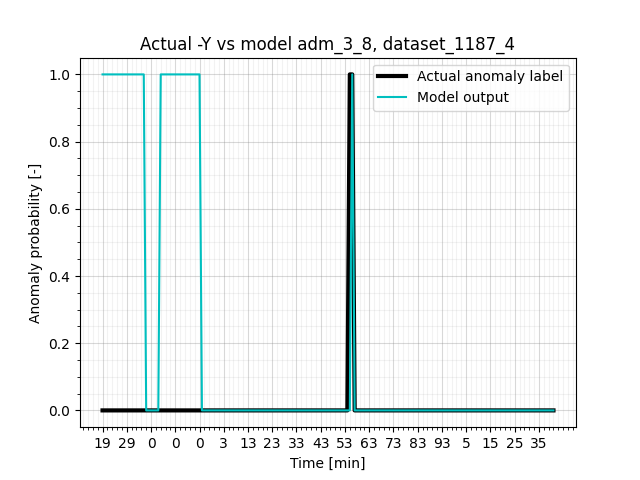 Actual -Y vs model adm_3_8, dataset_1187_4
Actual anomaly label
Model output
Anomaly probability [-]
1.0
0.8
0.6
0.4
0.2
0.0
19 29 0 0 0 3 13 23 33 43 53 63 73 83 93 5 15 25 35
Time [min]